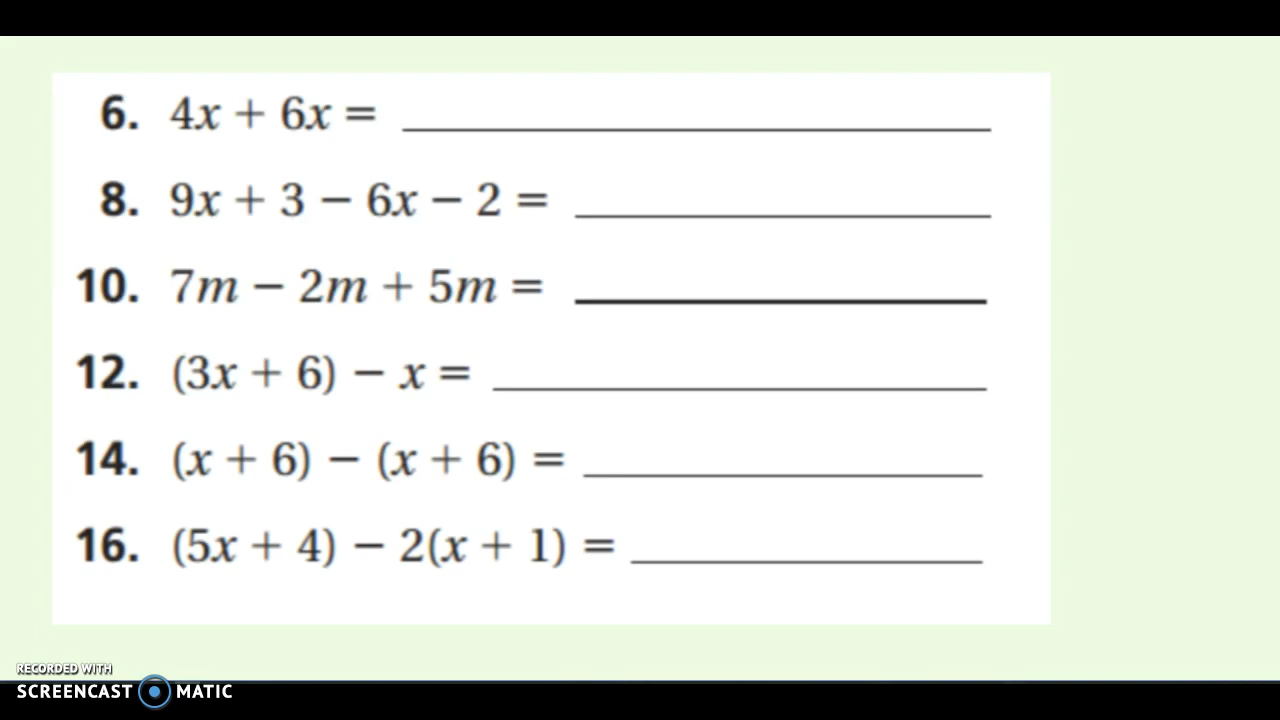 6. 4x + 6x =
8. 9x + 3 − 6x − 2 =
10. 7m − 2m + 5m =
12. (3x + 6) − x =
14. (x + 6) − (x + 6) =
16. (5x + 4) − 2(x + 1) =
RECORDED WITH
SCREENCAST MATIC